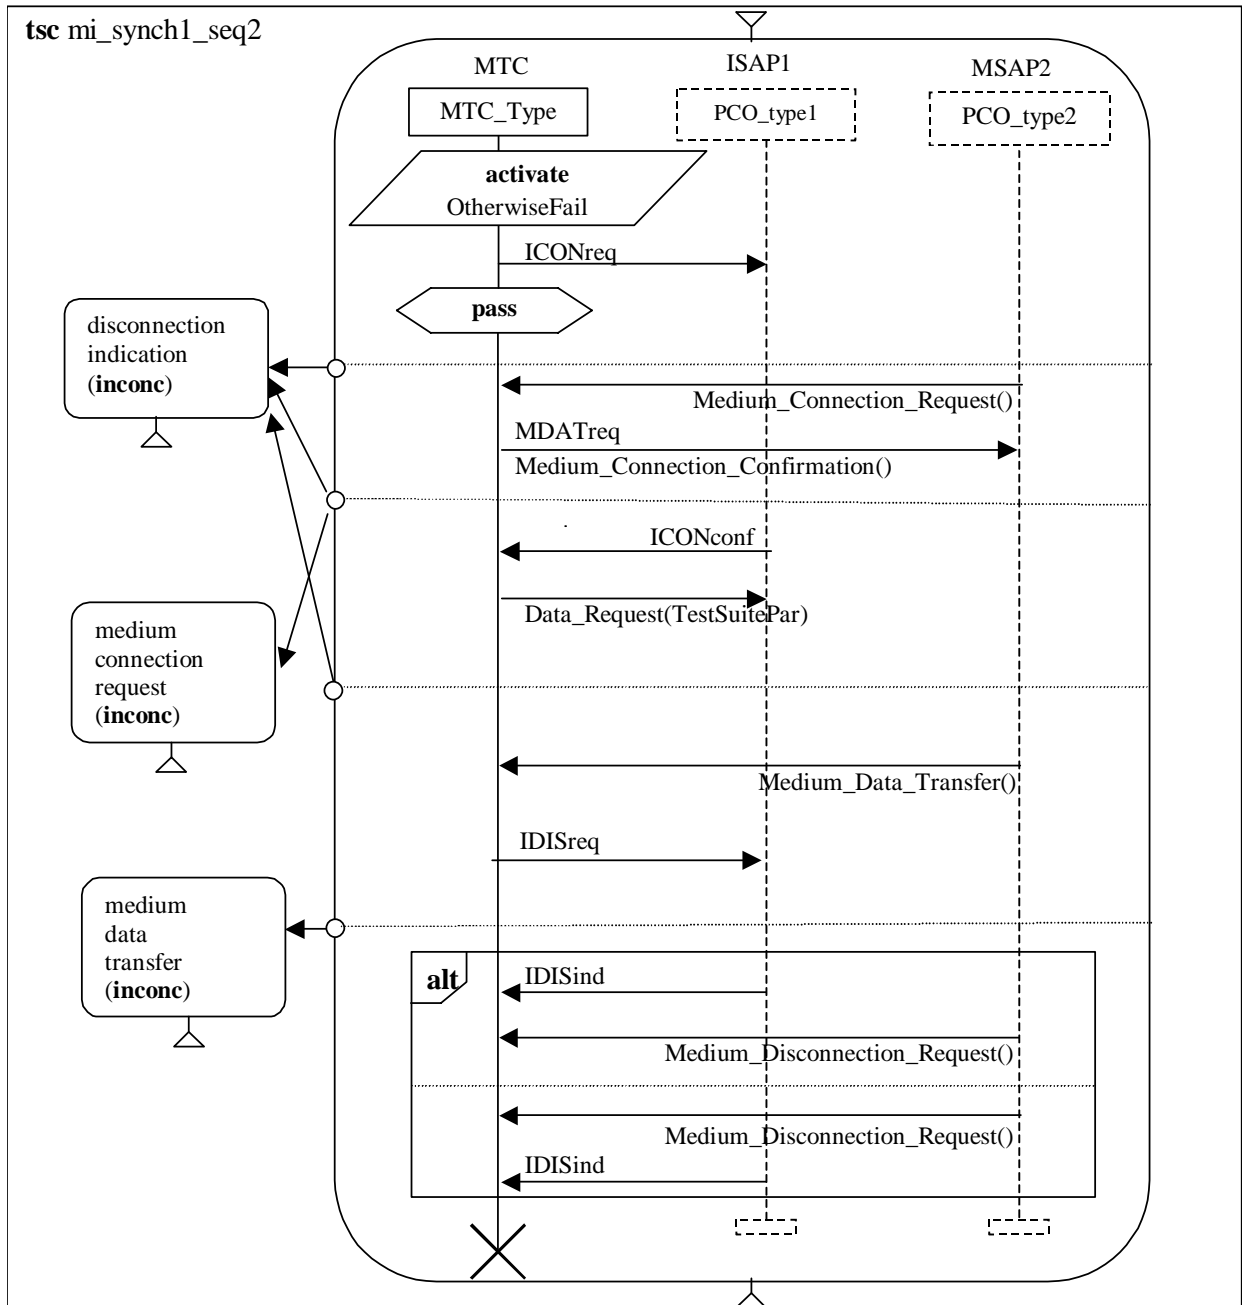 tsc mi_synch1_seq2
MTC
ISAP1
MSAP2
MTC_Type
PCO_type1
PCO_type2
activate
OtherwiseFail
ICONreq
pass
disconnection
indication
(inconc)
Medium_Connection_Request()
MDATreq
Medium_Connection_Confirmation()
ICONconf
Data_Request(TestSuitePar)
medium
connection
request
(inconc)
Medium_Data_Transfer()
IDISreq
medium
data
transfer
(inconc)
alt
IDISind
Medium_Disconnection_Request()
Medium_Disconnection_Request()
IDISind